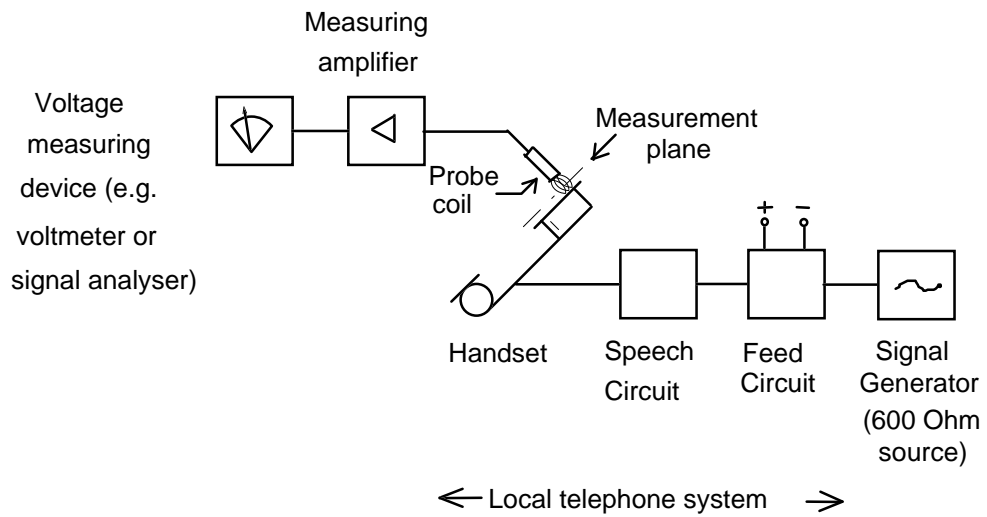 Measuring
amplifier
Voltage
measuring
device (e.g.
voltmeter or
signal analyser)
Measurement
plane
Probe
coil
+ –
Handset
Speech
Circuit
Feed
Circuit
Signal
Generator
(600 Ohm
source)
Local telephone system